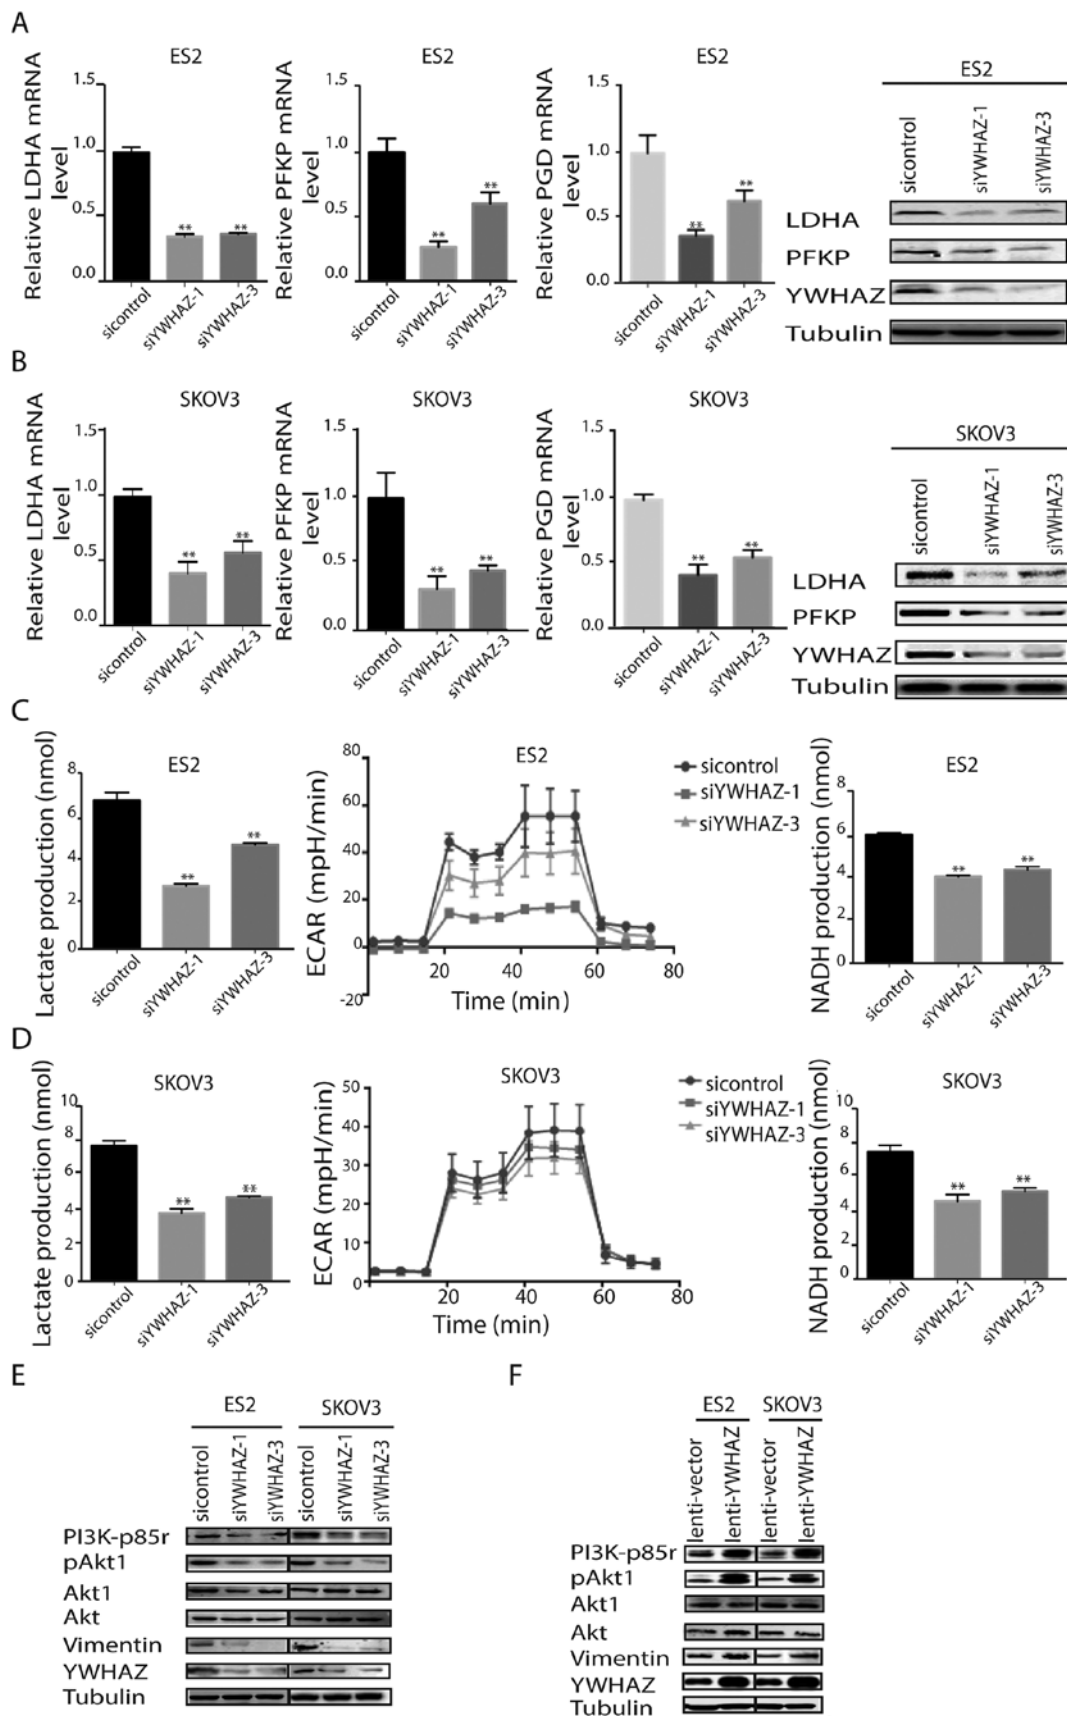 A
ES2
ES2
ES2
ES2
Relative LDHA mRNA
level
1.5
1.0
0.5
0.0
** **
sicontrol
siYWHAZ-1
siYWHAZ-3
Relative PFKP mRNA
level
1.5
1.0
0.5
0.0
** **
sicontrol
siYWHAZ-1
siYWHAZ-3
Relative PGD mRNA
level
1.5
1.0
0.5
0.0
** **
sicontrol
siYWHAZ-1
siYWHAZ-3
sicontrol
siYWHAZ-1
siYWHAZ-3
LDHA
PFKP
YWHAZ
Tubulin
B
SKOV3
SKOV3
SKOV3
SKOV3
Relative LDHA mRNA
level
1.5
1.0
0.5
0.0
** **
sicontrol
siYWHAZ-1
siYWHAZ-3
Relative PFKP mRNA
level
1.5
1.0
0.5
0.0
** **
sicontrol
siYWHAZ-1
siYWHAZ-3
Relative PGD mRNA
level
1.5
1.0
0.5
0.0
** **
sicontrol
siYWHAZ-1
siYWHAZ-3
sicontrol
siYWHAZ-1
siYWHAZ-3
LDHA
PFKP
YWHAZ
Tubulin
C
ES2
Lactate production (nmol)
8
6
4
2
0
** **
sicontrol
siYWHAZ-1
siYWHAZ-3
ES2
ECAR (mpH/min)
80
60
40
20
0
-20
20 40 60 80
Time (min)
sicontrol
siYWHAZ-1
siYWHAZ-3
ES2
NADH production (nmol)
8
6
4
2
0
** **
sicontrol
siYWHAZ-1
siYWHAZ-3
D
SKOV3
Lactate production (nmol)
10
8
6
4
2
0
** **
sicontrol
siYWHAZ-1
siYWHAZ-3
SKOV3
ECAR (mpH/min)
50
40
30
20
10
0
20 40 60 80
Time (min)
sicontrol
siYWHAZ-1
siYWHAZ-3
SKOV3
NADH production (nmol)
10
8
6
4
2
0
** **
sicontrol
siYWHAZ-1
siYWHAZ-3
E
ES2 SKOV3
sicontrol
siYWHAZ-1
siYWHAZ-3
sicontrol
siYWHAZ-1
siYWHAZ-3
PI3K-p85r
pAkt1
Akt1
Akt
Vimentin
YWHAZ
Tubulin
F
ES2 SKOV3
lenti-vector
lenti-YWHAZ
lenti-vector
lenti-YWHAZ
PI3K-p85r
pAkt1
Akt1
Akt
Vimentin
YWHAZ
Tubulin